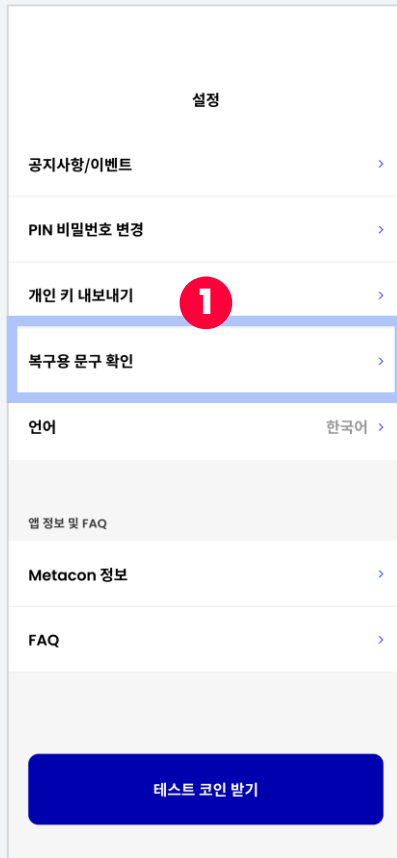 설정
공지사항/이벤트
PIN 비밀번호 변경
개인 키 내보내기
1
복구용 문구 확인
언어 한국어
앱 정보 및 FAQ
Metacon 정보
FAQ
테스트 코인 받기